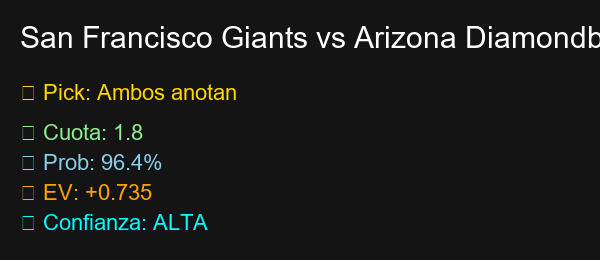 San Francisco Giants vs Arizona Diamondb
Pick: Ambos anotan
Cuota: 1.8
Prob: 96.4%
EV: +0.735
Confianza: ALTA